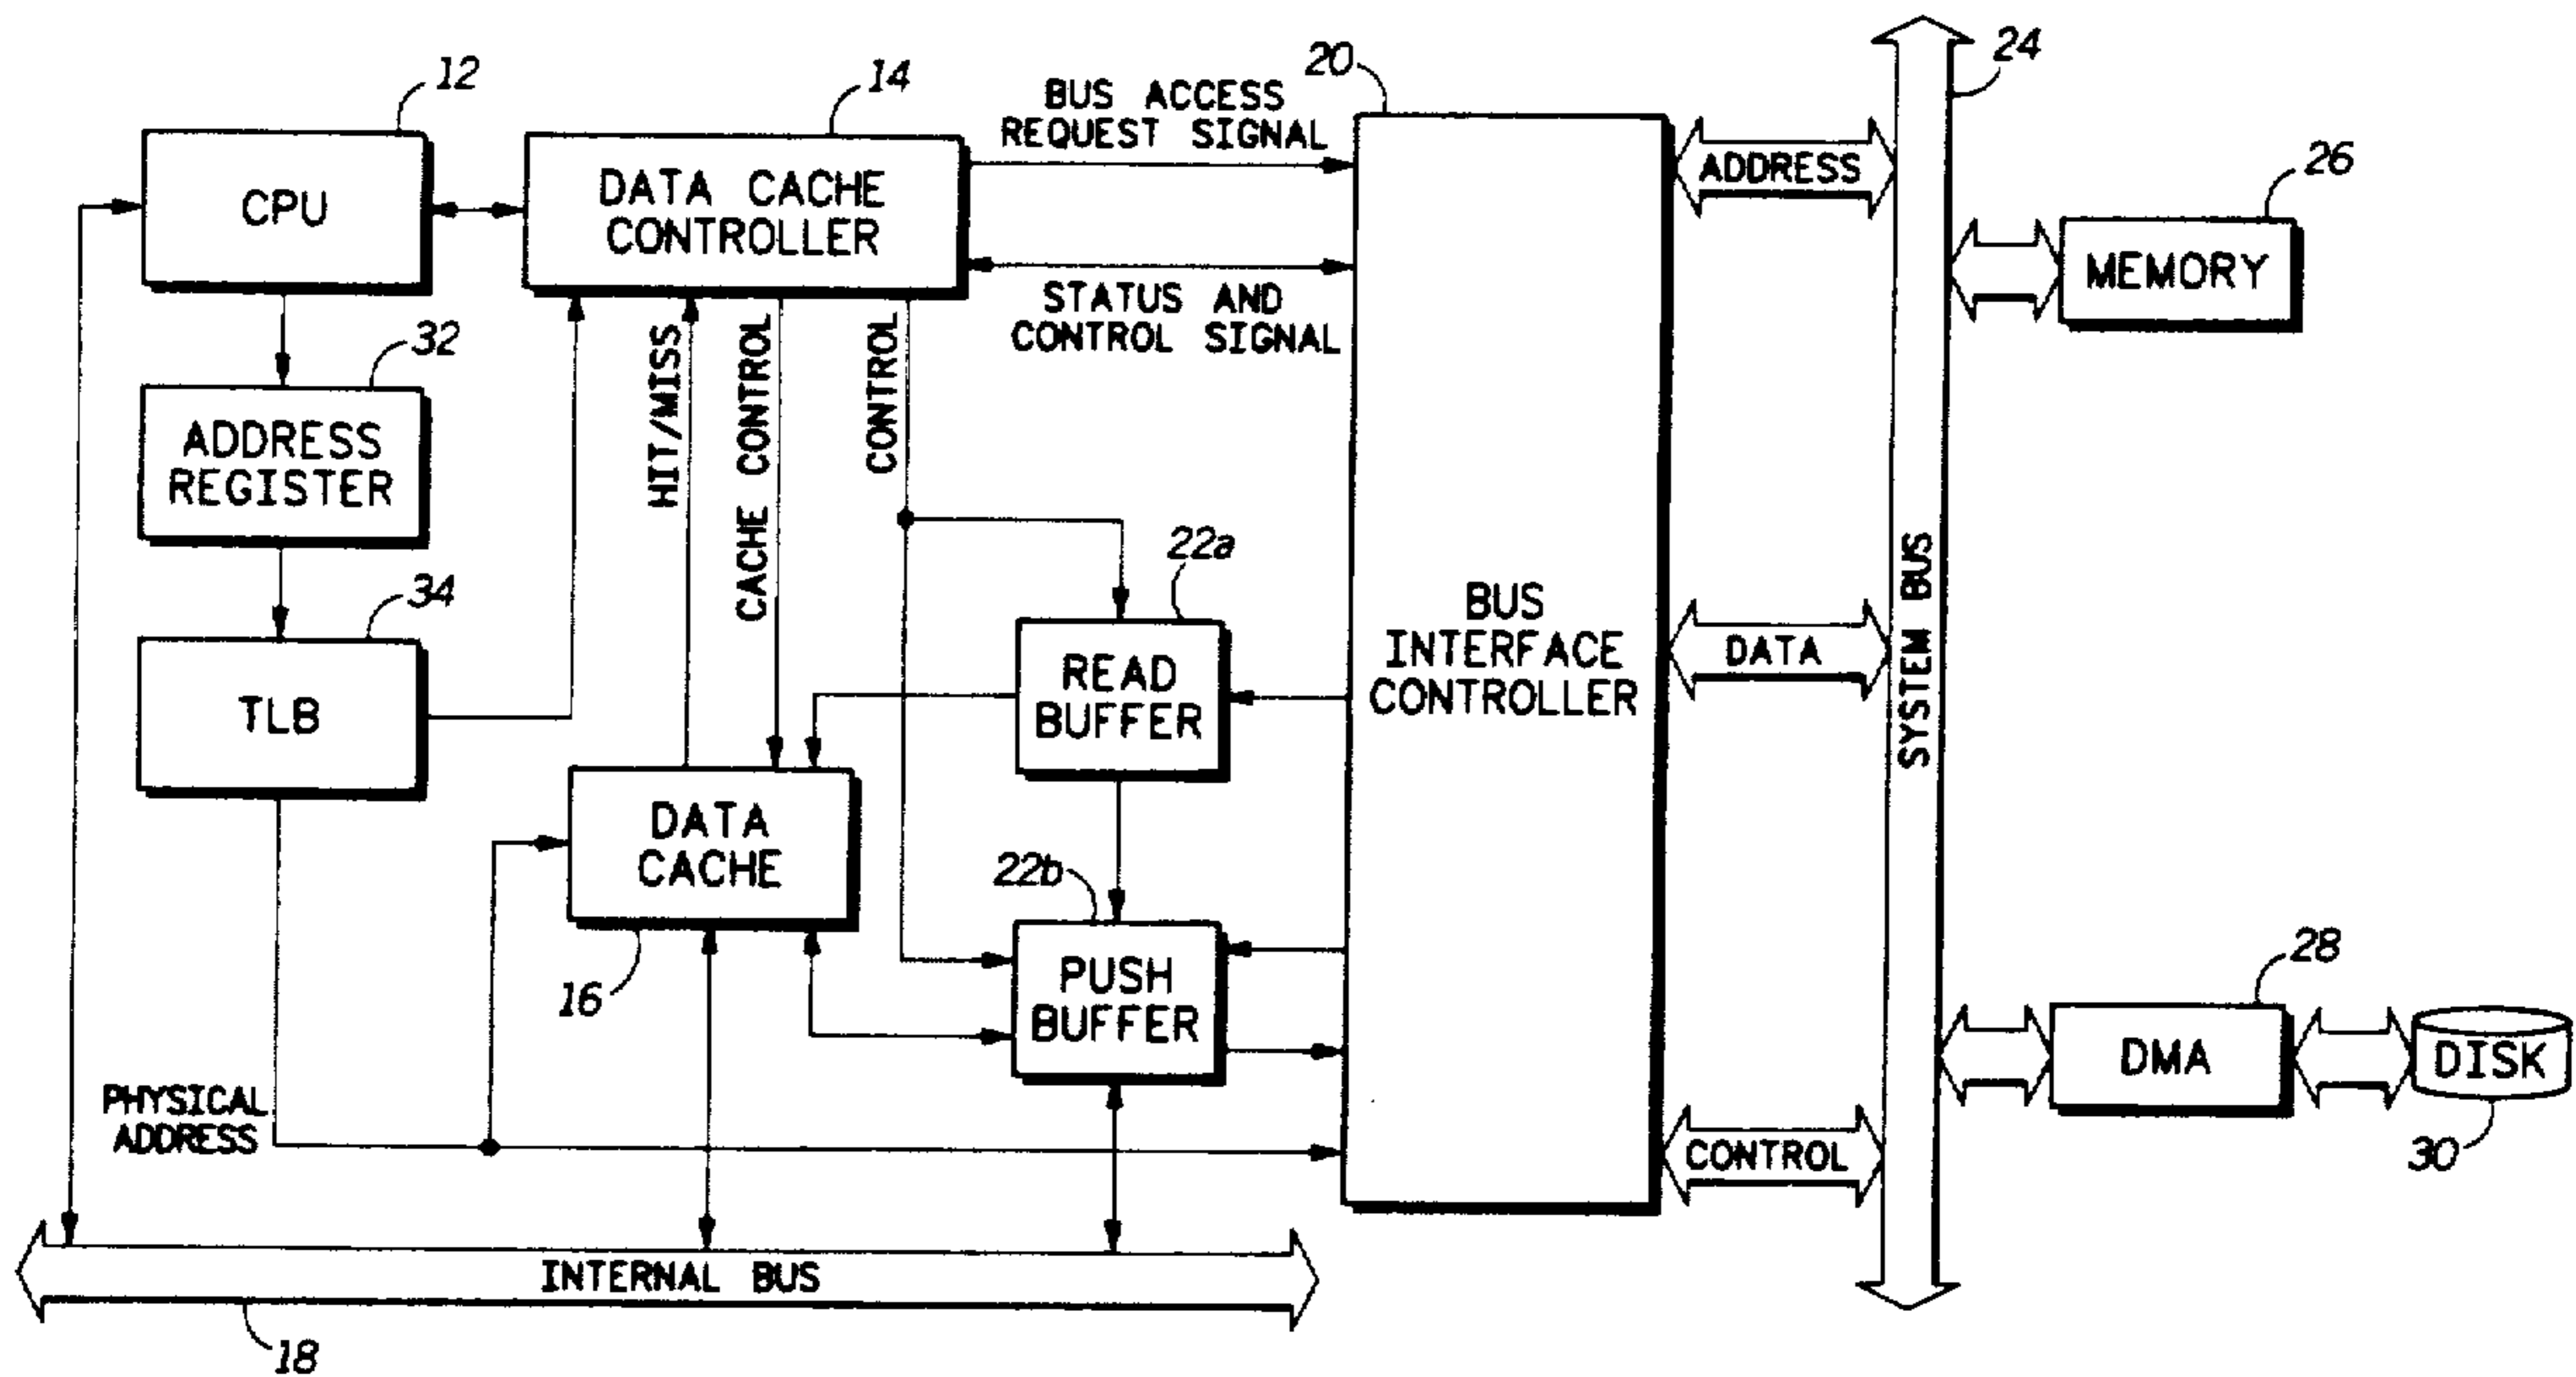 12
14
BUS ACCESS
REQUEST SIGNAL
20
24
CPU
DATA CACHE
CONTROLLER
ADDRESS
26
MEMORY
STATUS AND
CONTROL SIGNAL
32
ADDRESS
REGISTER
HIT/MISS
CACHE CONTROL
CONTROL
34
TLB
22a
READ
BUFFER
BUS
INTERFACE
CONTROLLER
DATA
SYSTEM BUS
DATA
CACHE
16
22b
PUSH
BUFFER
28
DMA
DISK
30
PHYSICAL
ADDRESS
CONTROL
INTERNAL BUS
18